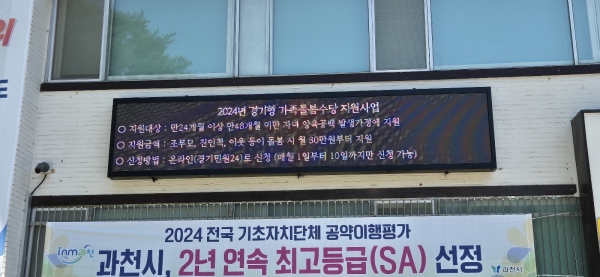 2024년 경기형 가족돌봄수당 지원사업
○ 지원대상 : 만24개월 이상 만48개월 미만 자녀 양육공백 발생가정에 지원
○ 지원금액 : 조부모, 친인척, 이웃 등이 돌봄 시 월 30만원부터 지원
○ 신청방법 : 온라인(경기민원24)로 신청 (매월 1일부터 10일까지만 신청 가능)
2024 전국 기초자치단체 공약이행평가
과천시, 2년 연속 최고등급(SA) 선정
과천시